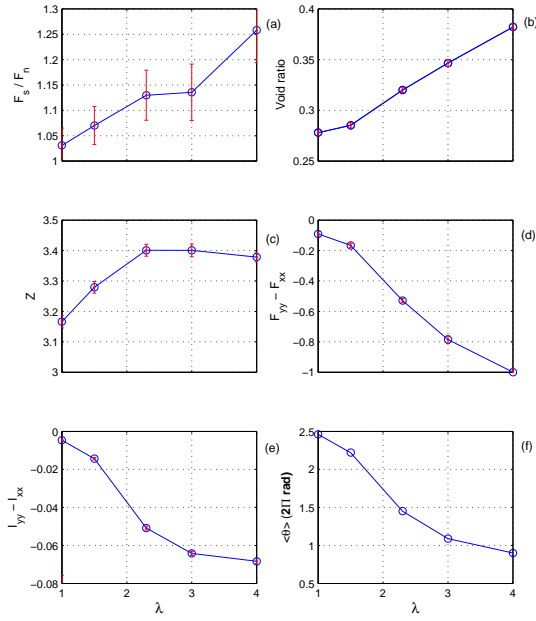 1.3
1.25
1.2
1.15
1.1
1.05
1
F_s / F_n
(a)
0.4
0.35
0.3
0.25
Void ratio
(b)
3.5
3.4
3.3
3.2
3.1
3
Z
(c)
0
−0.2
−0.4
−0.6
−0.8
−1
F_yy − F_xx
(d)
0
−0.02
−0.04
−0.06
−0.08
I_yy − I_xx
(e)
1 2 3 4
λ
2.5
2
1.5
1
0.5
<θ> (2Π rad)
(f)
1 2 3 4
λ